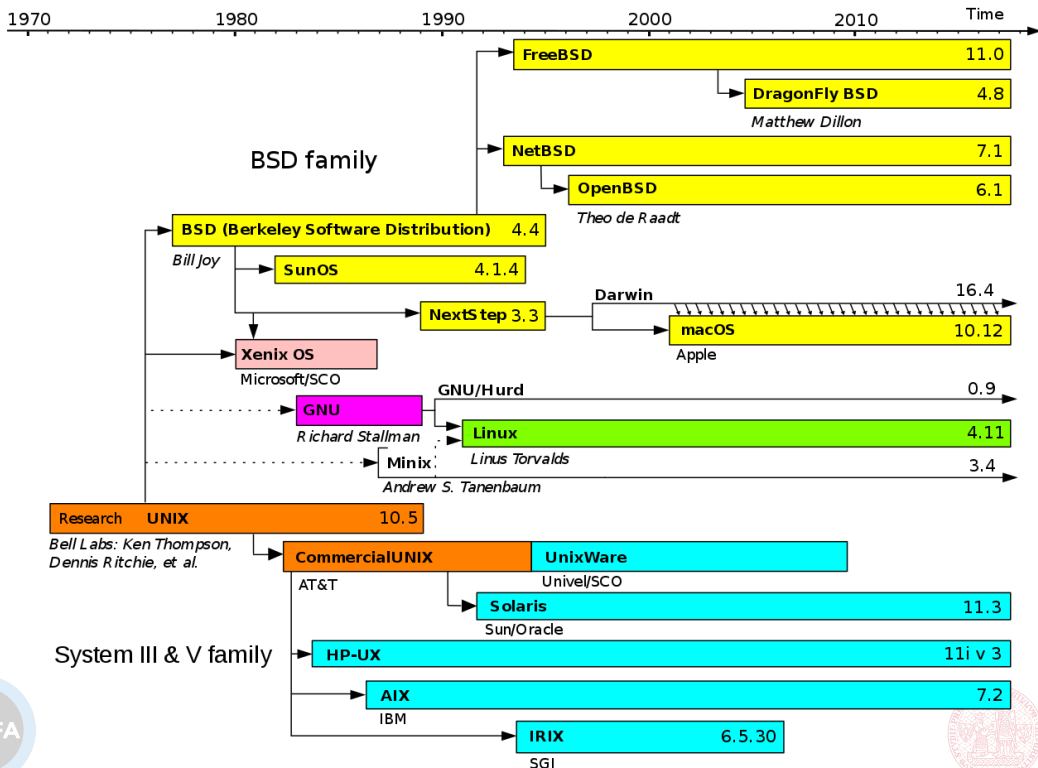 1970 1980 1990 2000 2010 Time
FreeBSD 11.0
DragonFly BSD 4.8
Matthew Dillon
BSD family
NetBSD 7.1
OpenBSD 6.1
Theo de Raadt
BSD (Berkeley Software Distribution) 4.4
Bill Joy
SunOS 4.1.4
Darwin 16.4
NextStep 3.3
macOS 10.12
Apple
Xenix OS
Microsoft/SCO
GNU/Hurd 0.9
GNU
Richard Stallman
Linux 4.11
Linus Torvalds
Minix 3.4
Andrew S. Tanenbaum
Research UNIX 10.5
Bell Labs: Ken Thompson,
Dennis Ritchie, et al.
CommercialUNIX UnixWare
AT&T Univel/SCO
Solaris 11.3
Sun/Oracle
System III & V family
HP-UX 11i v 3
AIX 7.2
IBM
IRIX 6.5.30
SGI